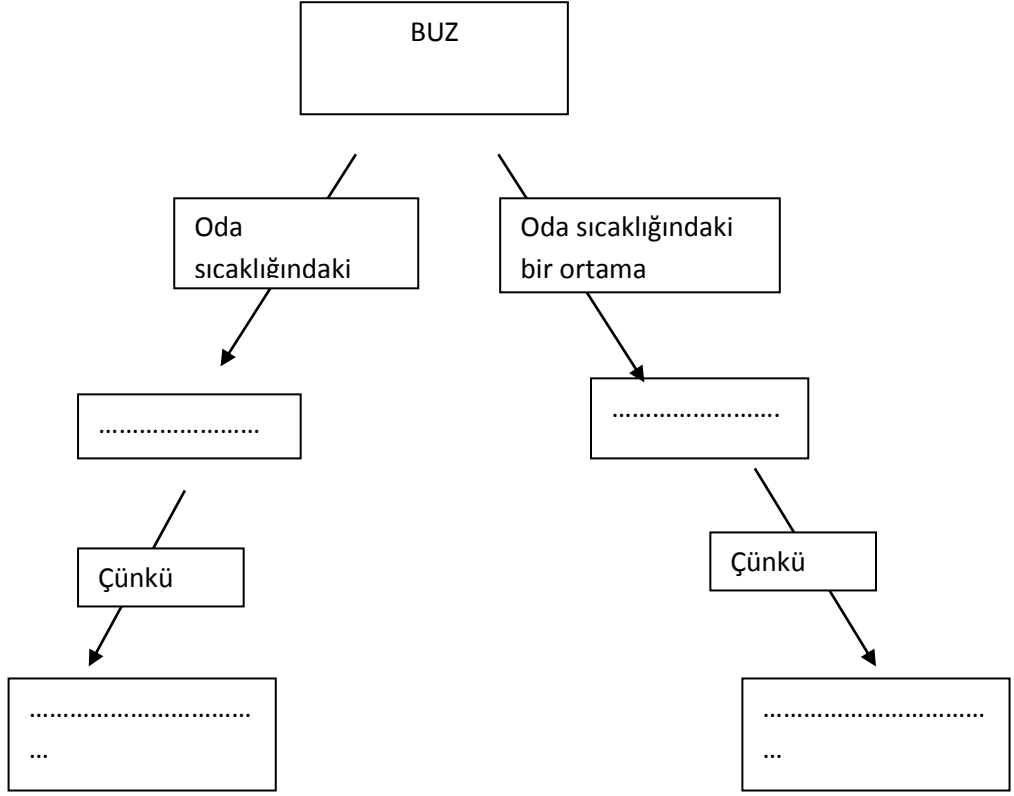 BUZ
Oda
sıcaklığındaki
Oda sıcaklığındaki
bir ortama
……………………
…………………….
Çünkü
Çünkü
……………………………
…
……………………………
…